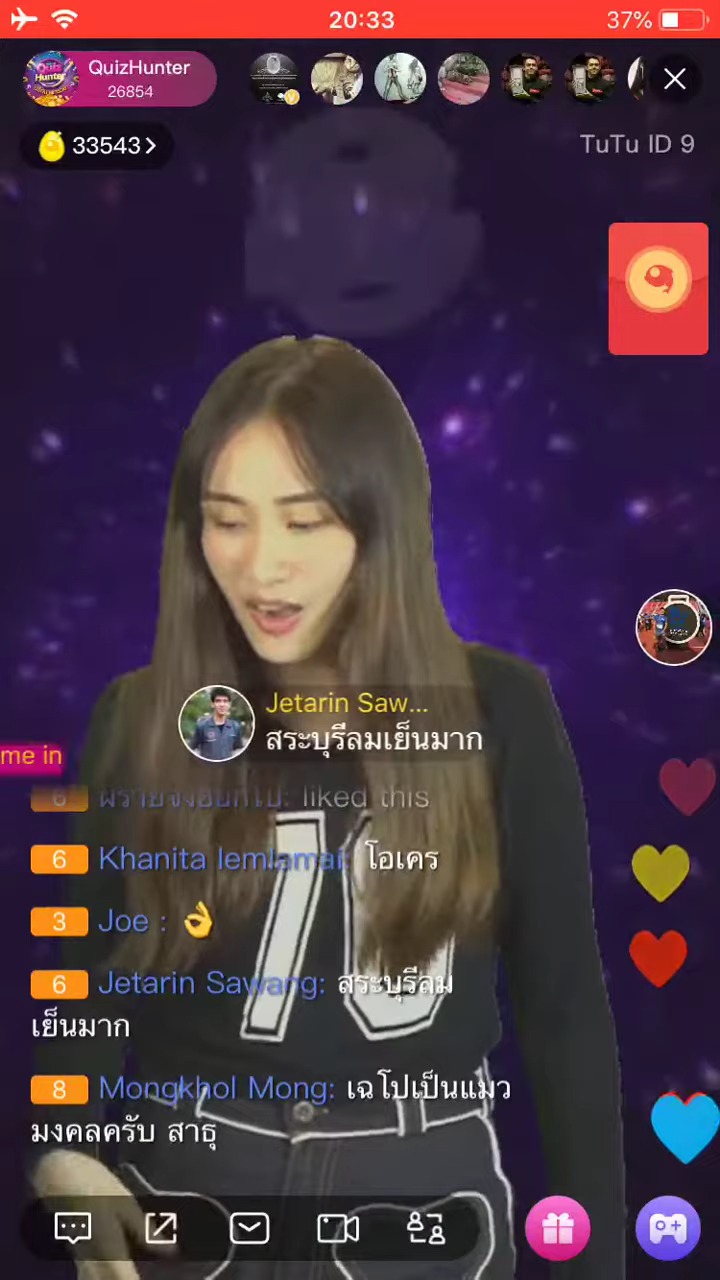 20:33
37%
QuizHunter
26854
33543
TuTu ID 9
Jetarin Saw...
สระบุรีลมเย็นมาก
me in
6 liked this
6 Khanita Iemlamai: โอเคร
3 Joe : 👌
6 Jetarin Sawang: สระบุรีลม
เย็นมาก
8 Mongkhol Mong: เฉโปเป็นแมว
มงคลครับ สาธุ
10